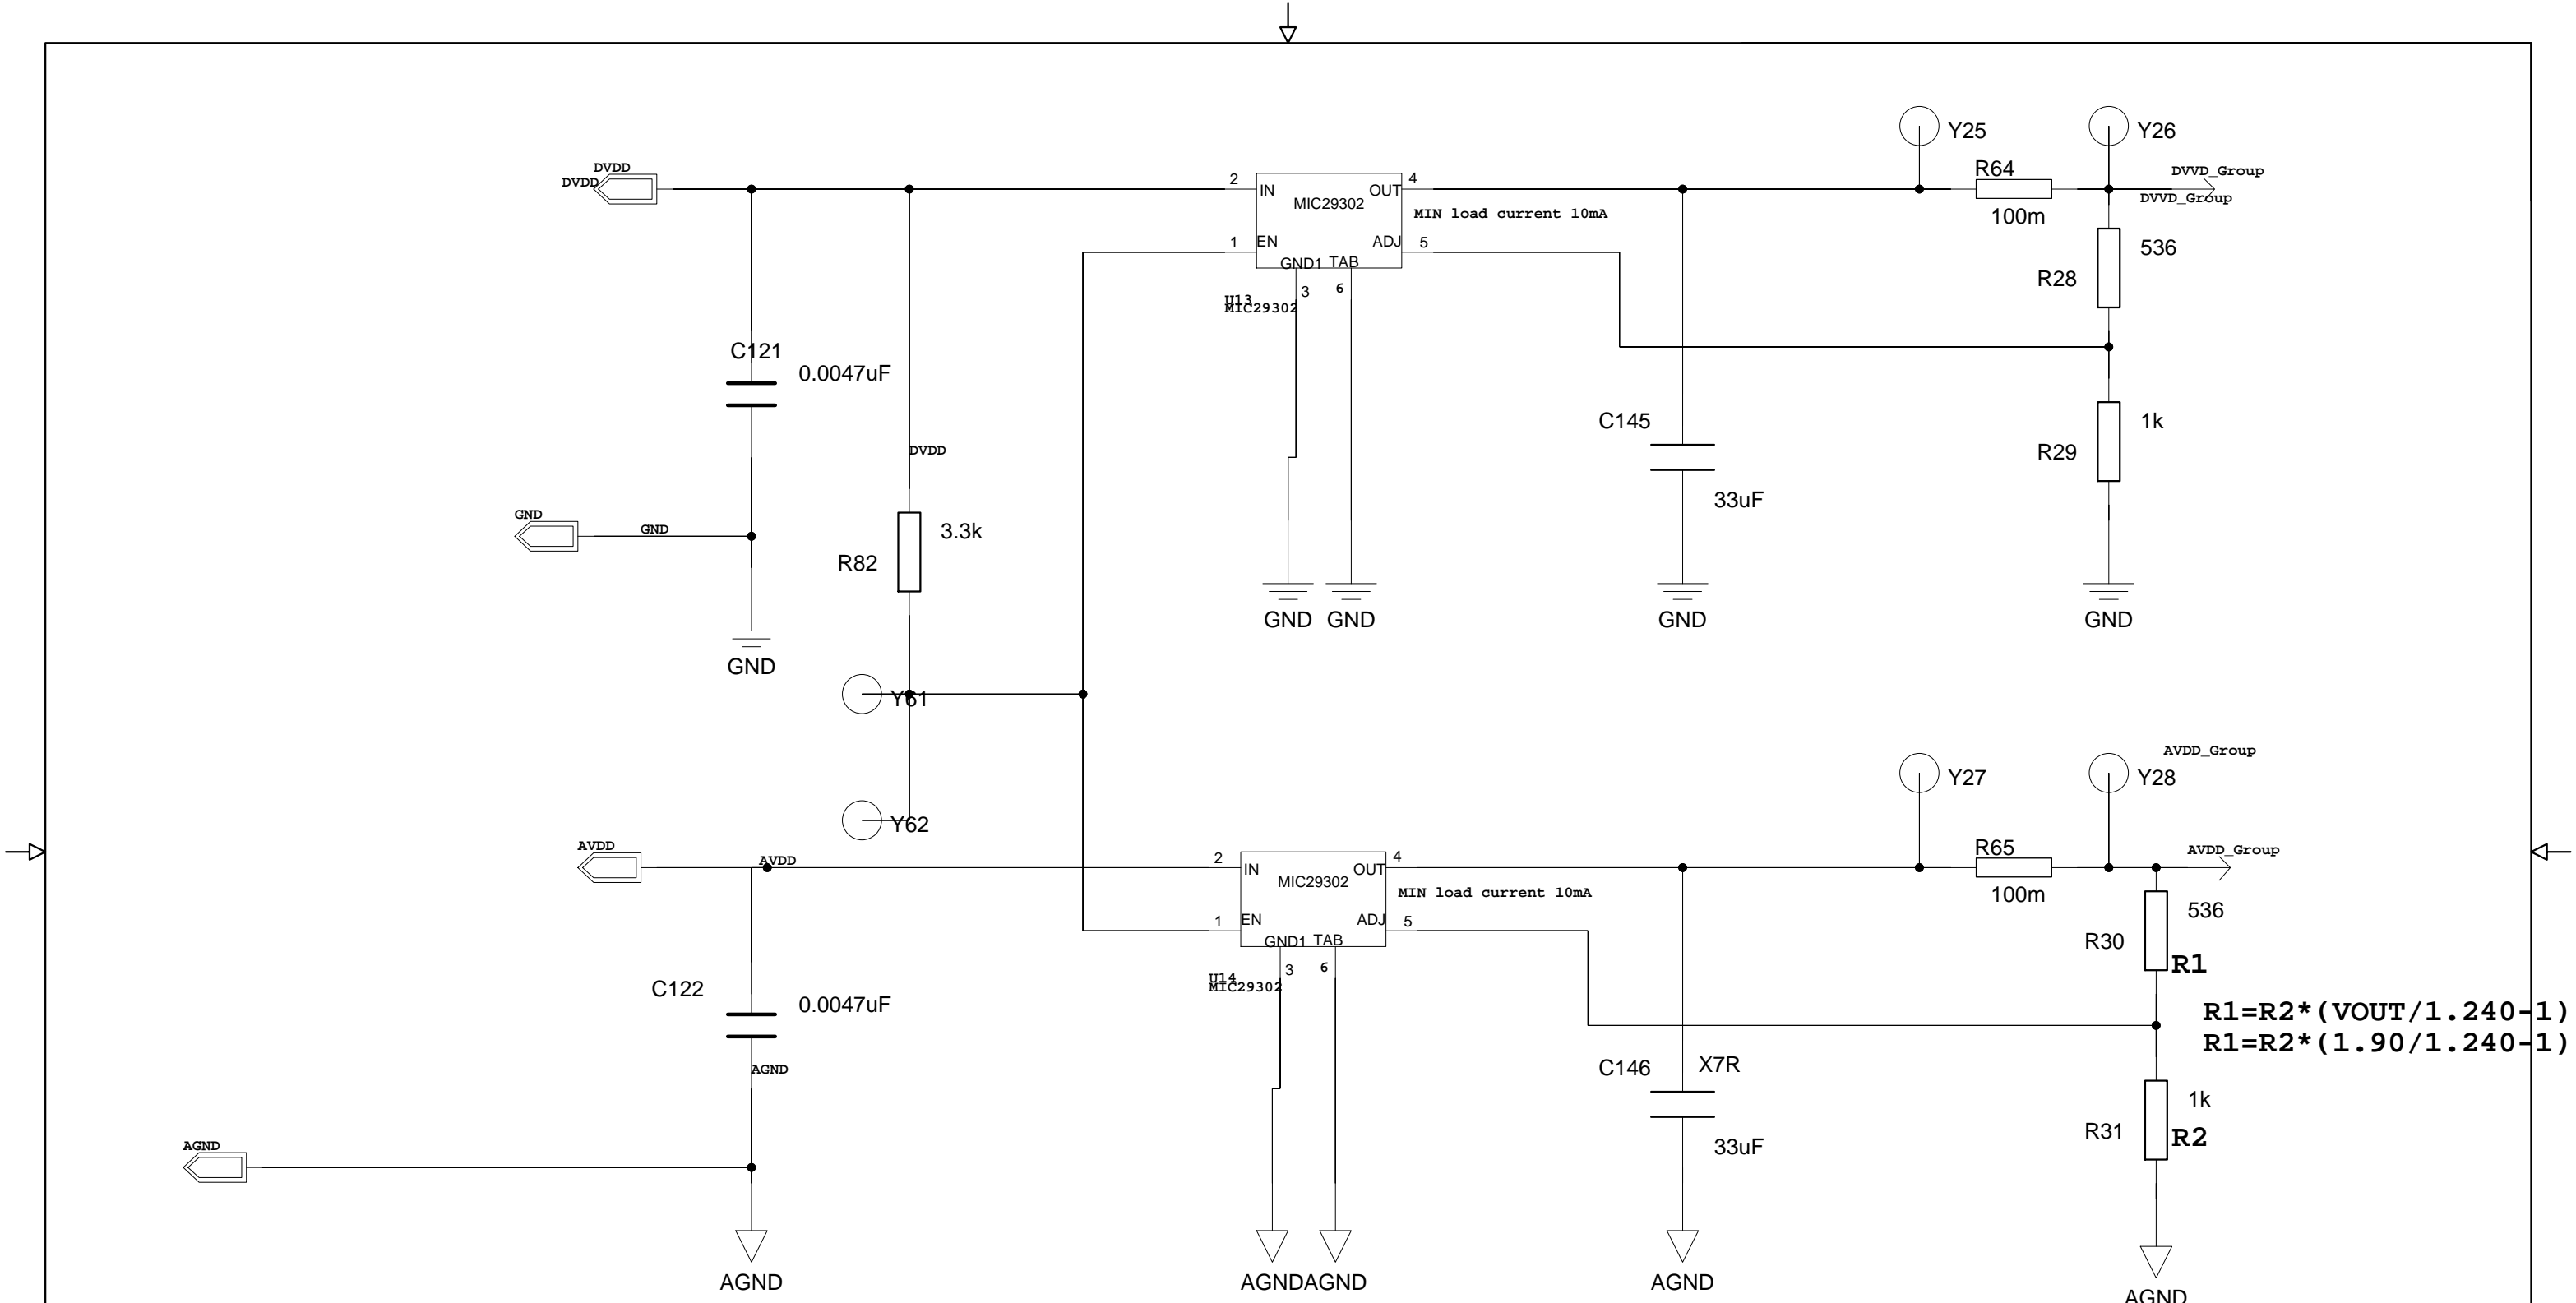 Y25
Y26
DVDD
DVDD
2
IN
OUT
4
MIC29302
MIN load current 10mA
R64
100m
DVVD_Group
DVVD_Group
1
EN
ADJ
5
GND1
TAB
3
6
U13
MIC29302
536
R28
C121
0.0047uF
C145
33uF
1k
R29
DVDD
GND
GND
3.3k
R82
GND
GND
GND
GND
GND
Y61
Y62
Y27
Y28
AVDD_Group
AVDD
AVDD
2
IN
OUT
4
MIC29302
MIN load current 10mA
R65
100m
AVDD_Group
1
EN
ADJ
5
GND1
TAB
3
6
U14
MIC29302
536
R30
R1
C122
0.0047uF
R1=R2*(VOUT/1.240-1)
R1=R2*(1.90/1.240-1)
AGND
C146
X7R
33uF
1k
R31
R2
AGND
AGND
AGND
AGND
AGND
AGND